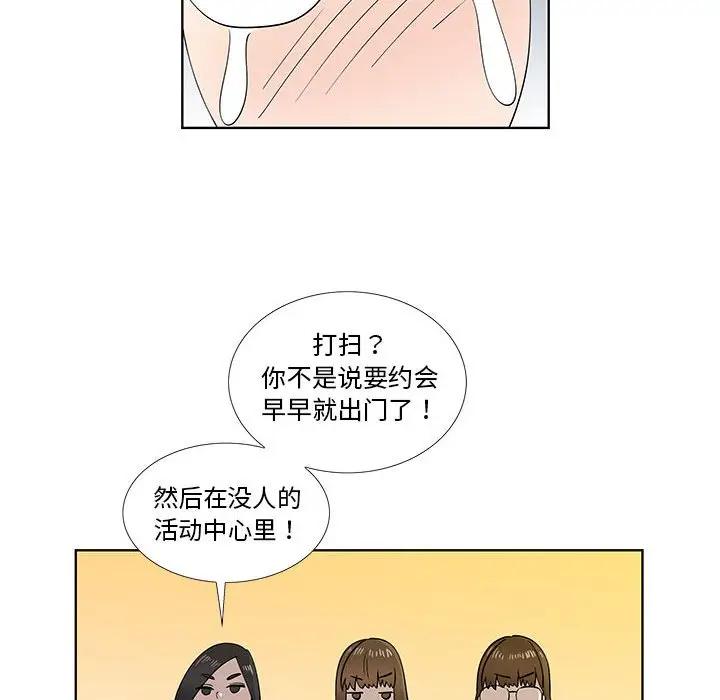 打扫？
你不是说要约会
早早就出门了！
然后在没人的
活动中心里！